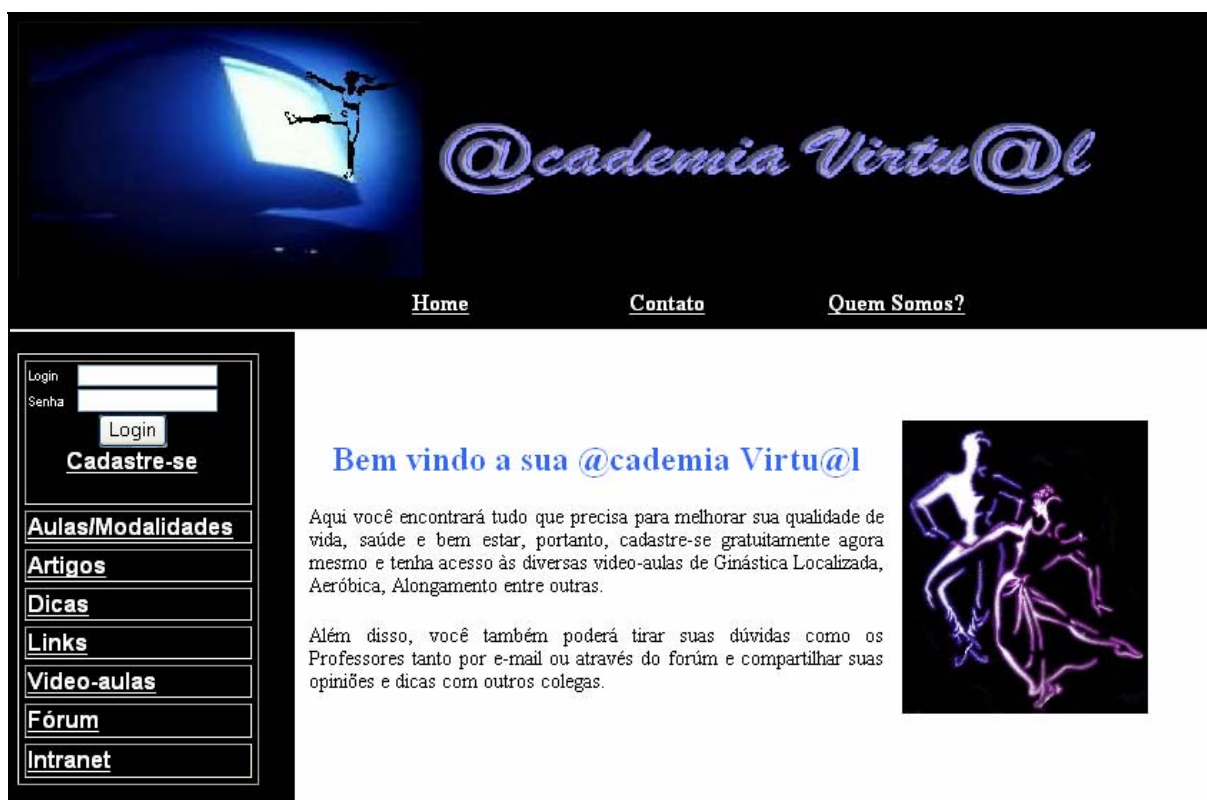 @cademia Virtu@l
Home Contato Quem Somos?
Login
Senha
Login
Cadastre-se
Aulas/Modalidades
Artigos
Dicas
Links
Video-aulas
Fórum
Intranet
Bem vindo a sua @cademia Virtu@l
Aqui você encontrará tudo que precisa para melhorar sua qualidade de
vida, saúde e bem estar, portanto, cadastre-se gratuitamente agora
mesmo e tenha acesso às diversas video-aulas de Ginástica Localizada,
Aeróbica, Alongamento entre outras.
Além disso, você também poderá tirar suas dúvidas como os
Professores tanto por e-mail ou através do forúm e compartilhar suas
opiniões e dicas com outros colegas.